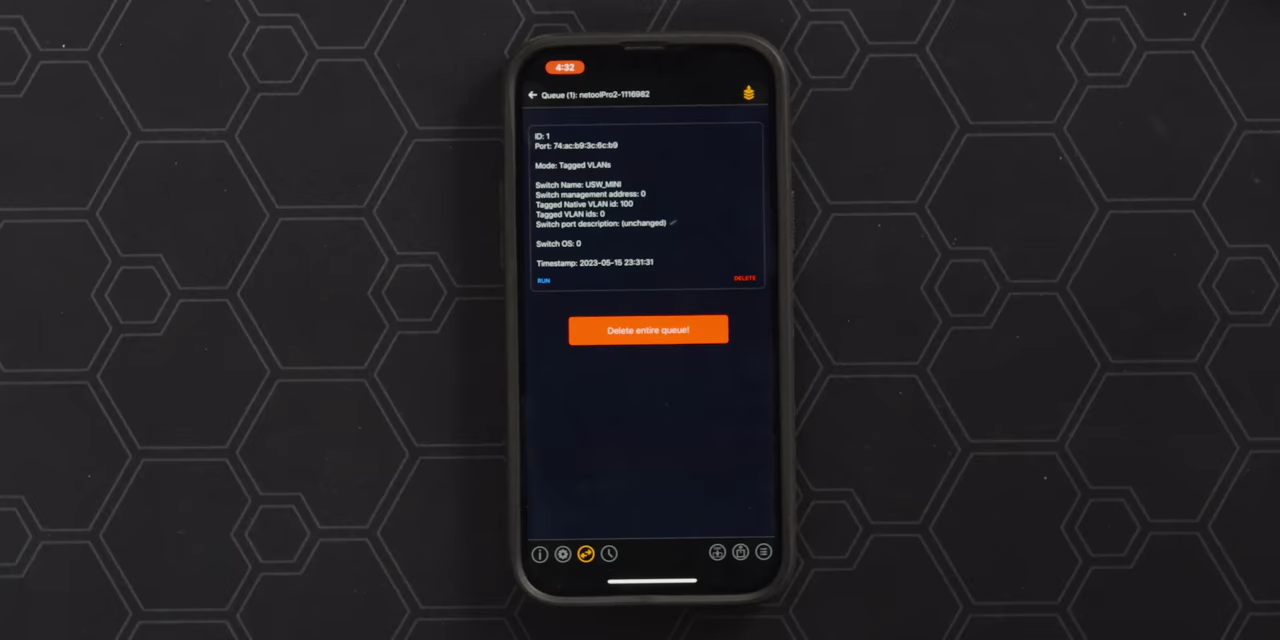 4:32
Queue (1): netoolPro2-1116982
ID: 1
Port: 74:ac:b9:3c:6c:b9
Mode: Tagged VLANs
Switch Name: USW_MINI
Switch management address: 0
Tagged Native VLAN id: 100
Tagged VLAN ids: 0
Switch port description: (unchanged)
Switch OS: 0
Timestamp: 2023-05-15 23:31:31
RUN DELETE
Delete entire queue!